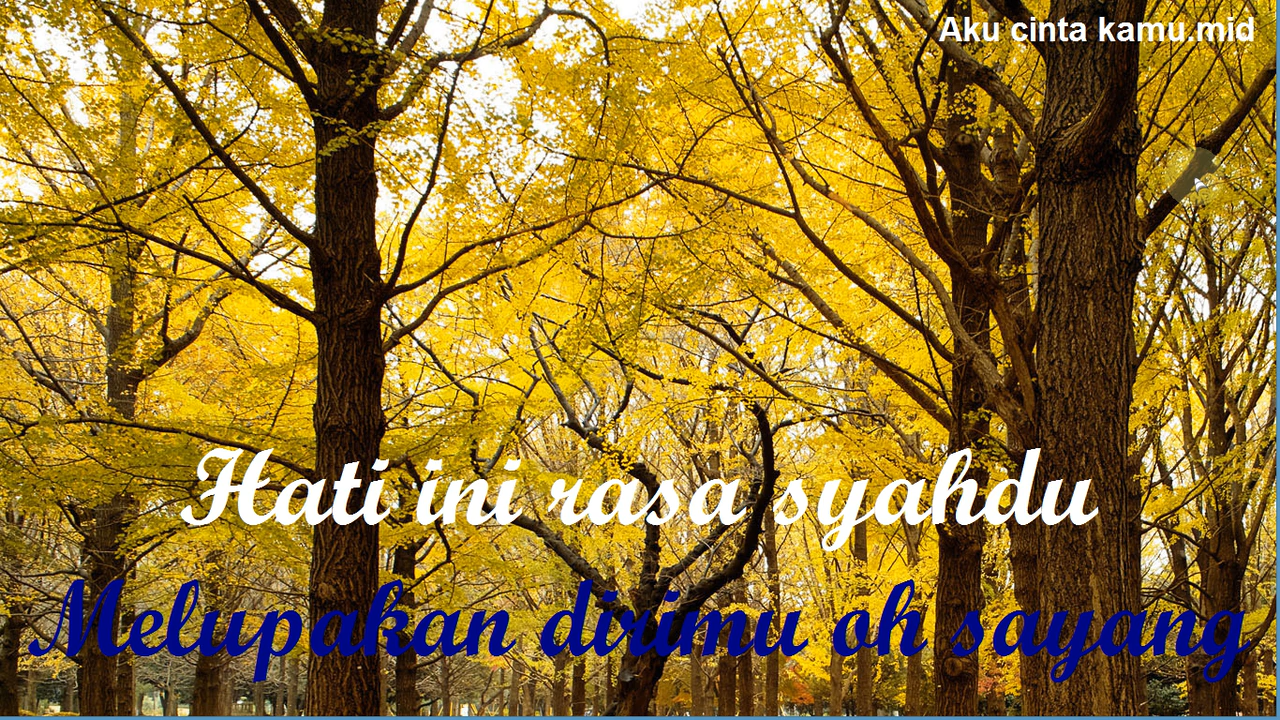 Aku cinta kamu.mid
Hati ini rasa syahdu
Melupakan dirimu oh sayang